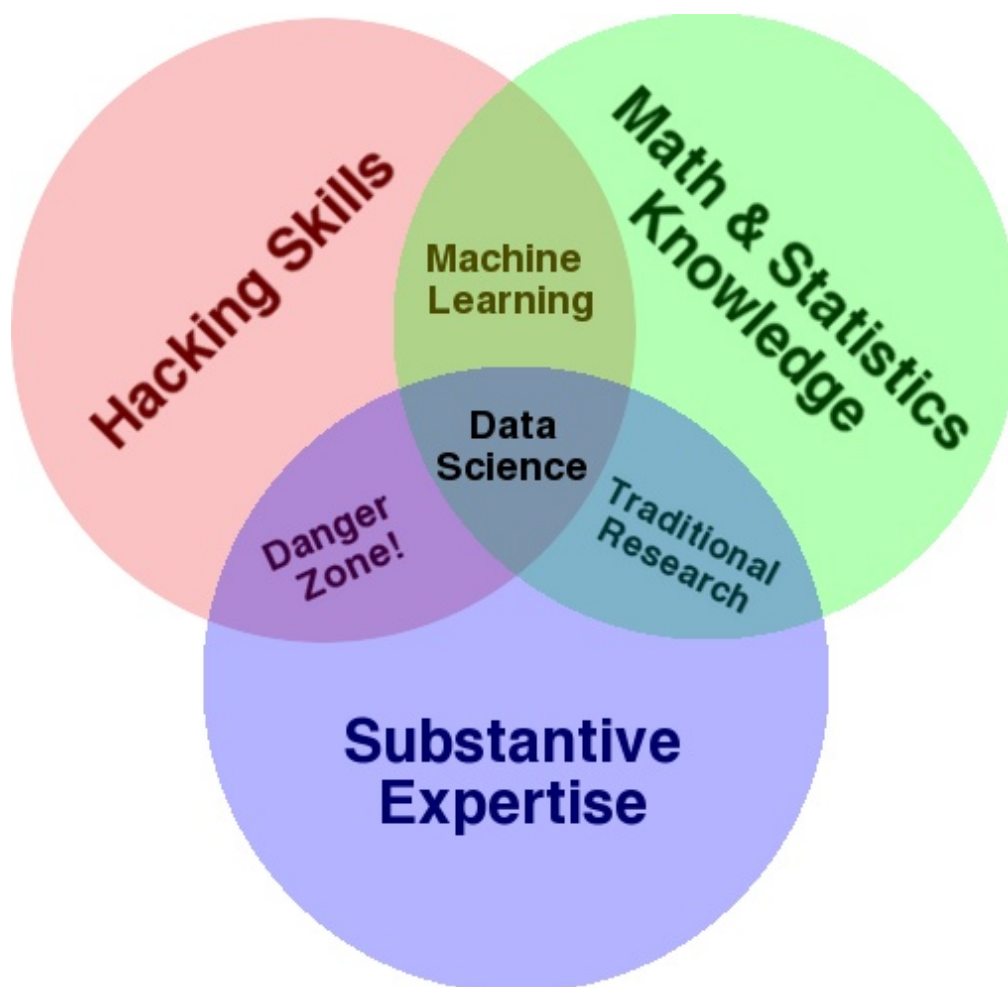 Hacking Skills
Math & Statistics
Knowledge
Machine
Learning
Data
Science
Danger
Zone!
Traditional
Research
Substantive
Expertise